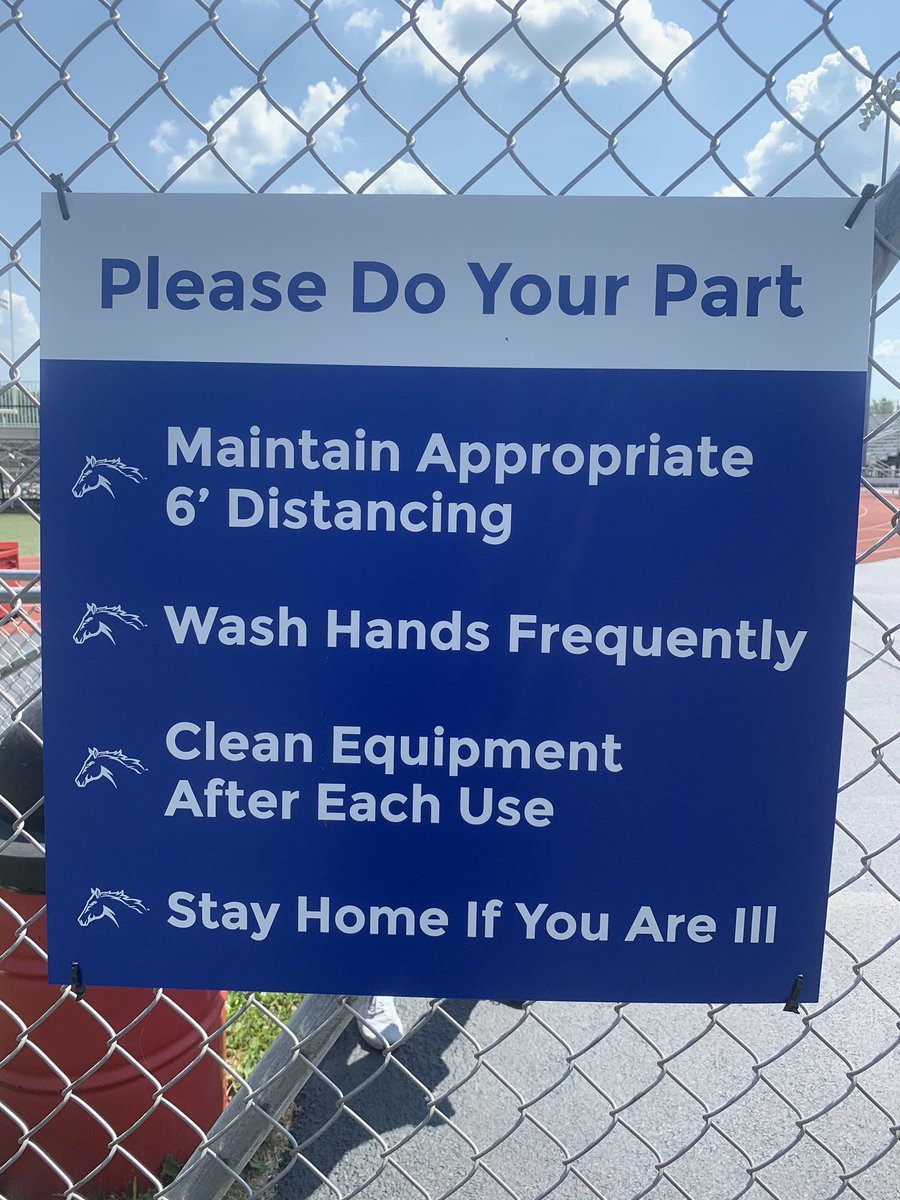 Please Do Your Part
Maintain Appropriate
6’ Distancing
Wash Hands Frequently
Clean Equipment
After Each Use
Stay Home If You Are Ill